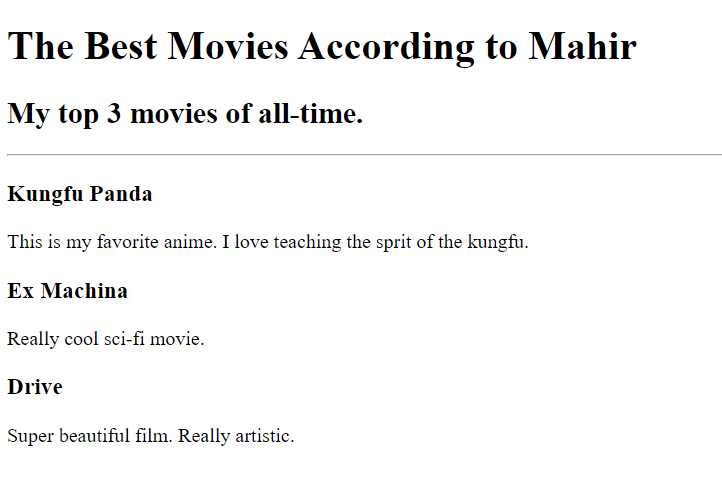 The Best Movies According to Mahir
My top 3 movies of all-time.
Kungfu Panda
This is my favorite anime. I love teaching the sprit of the kungfu.
Ex Machina
Really cool sci-fi movie.
Drive
Super beautiful film. Really artistic.